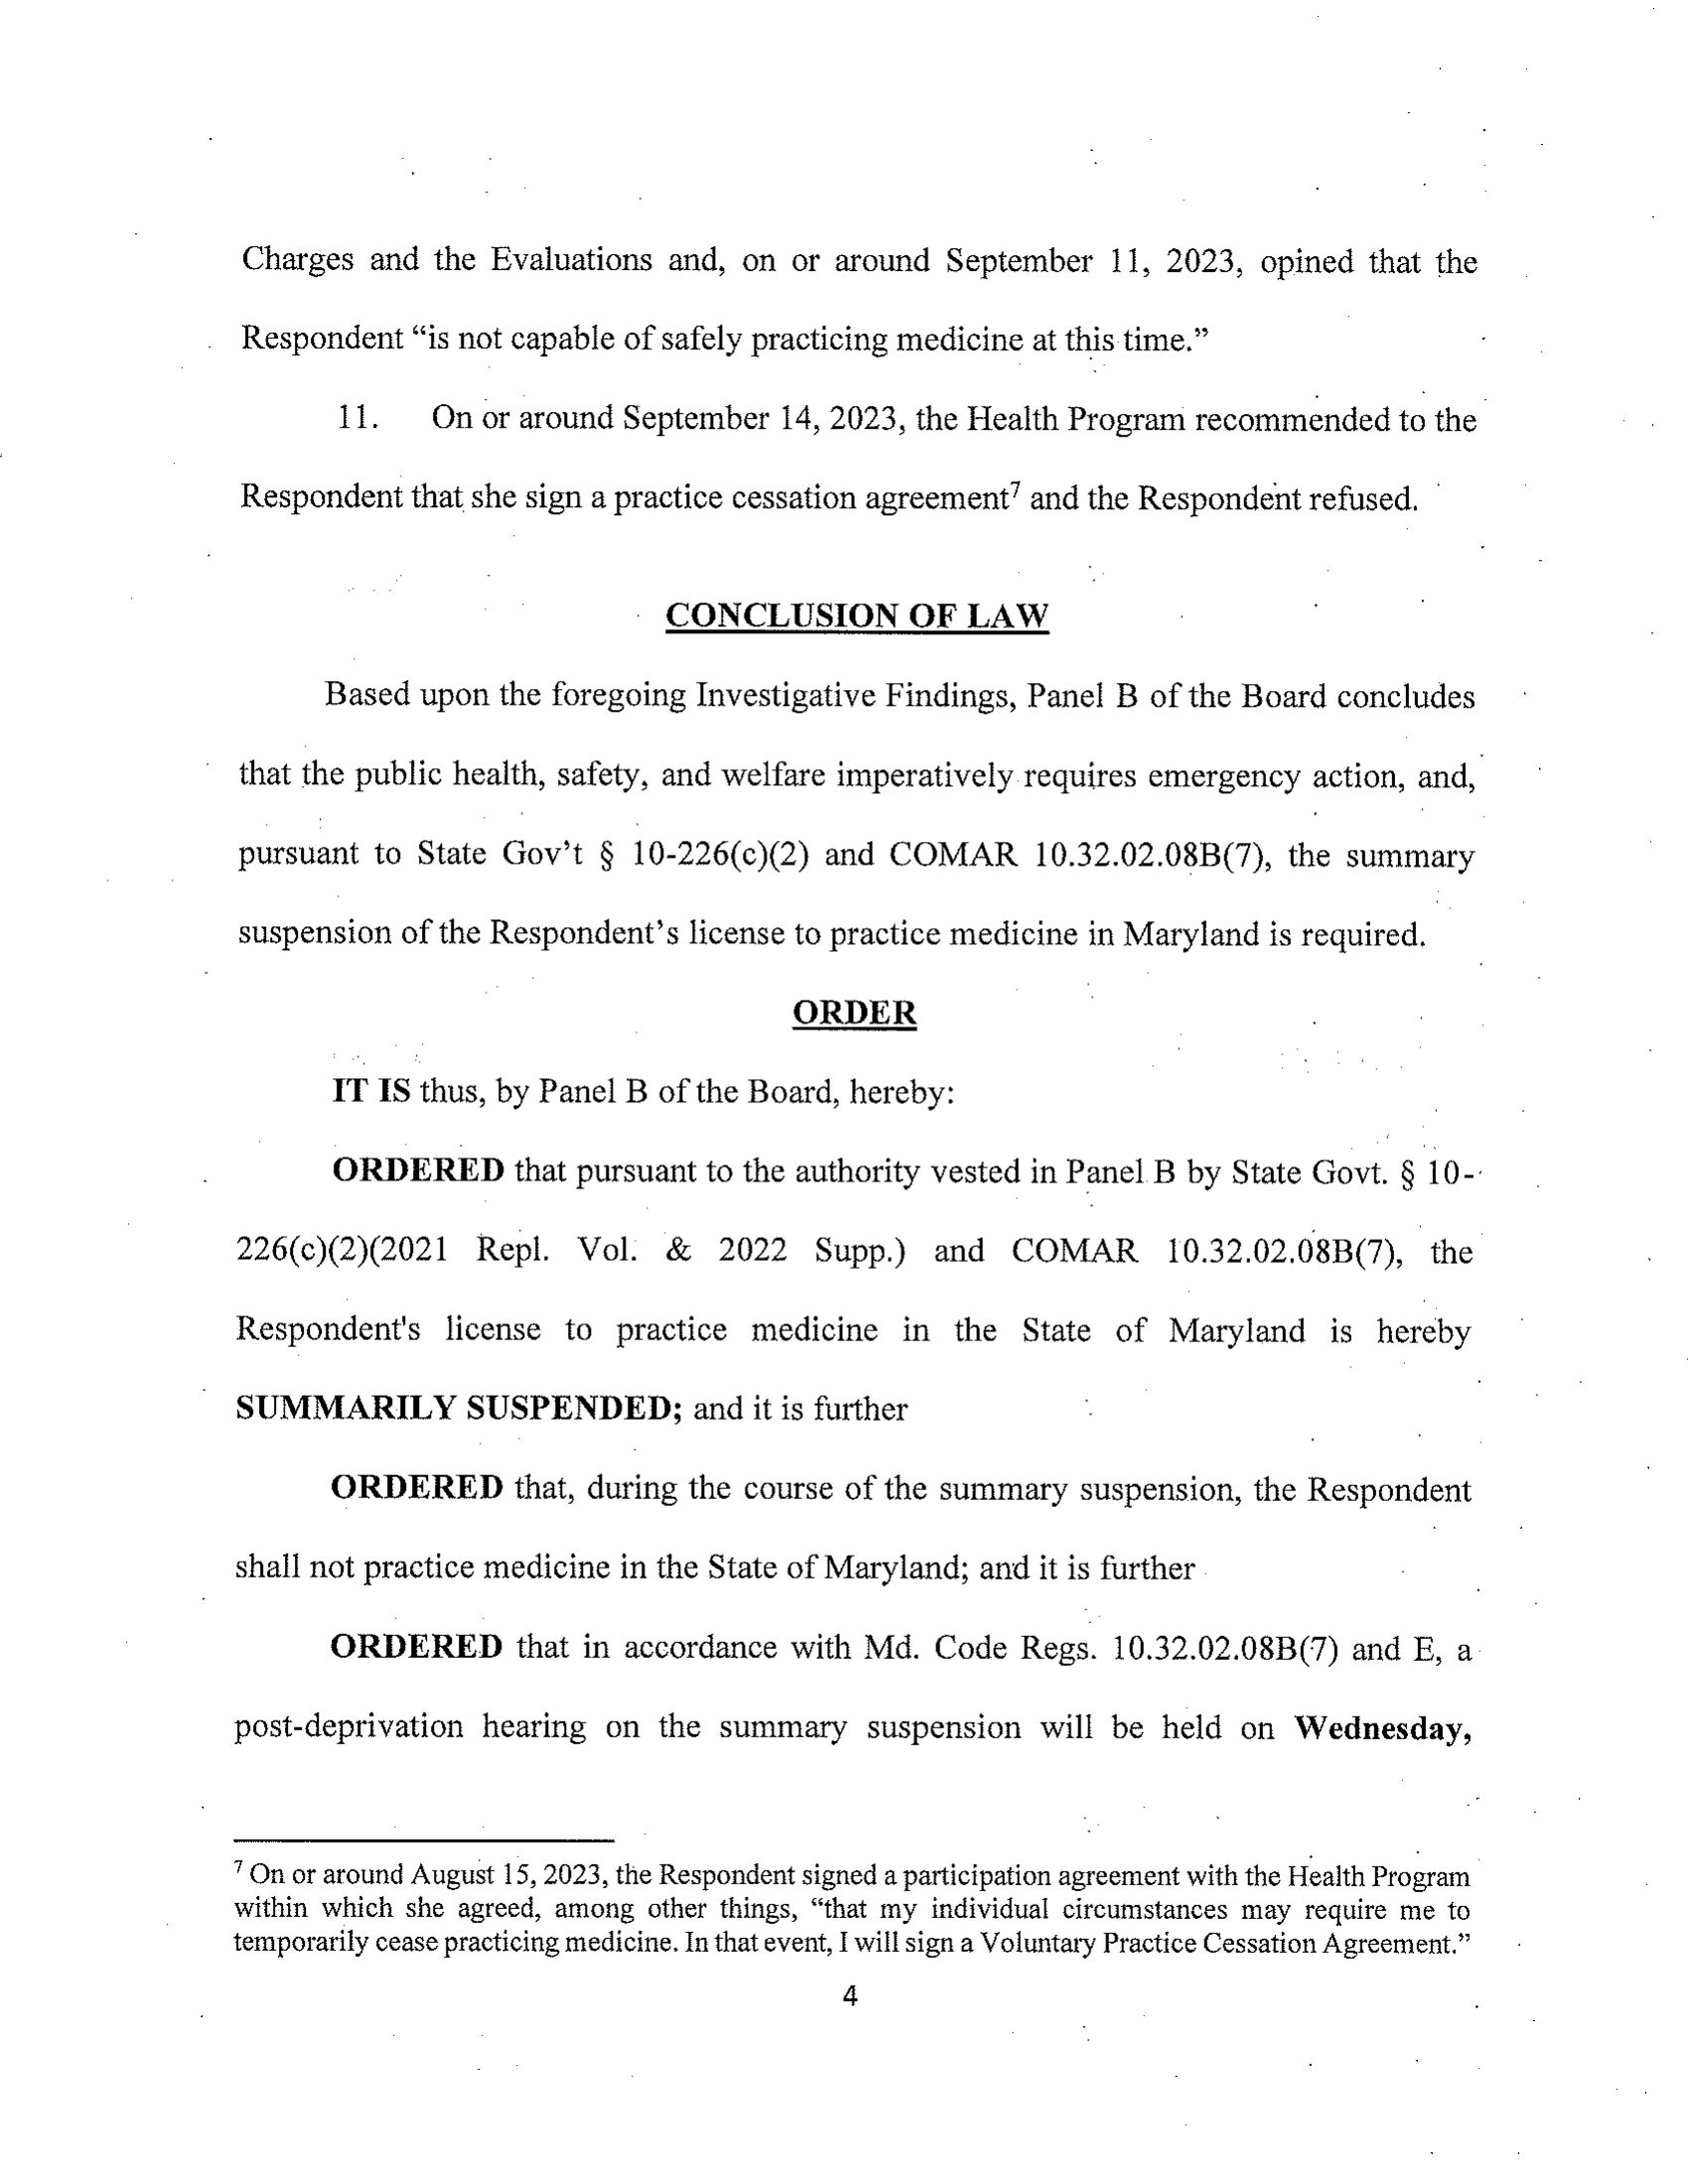 Charges and the Evaluations and, on or around September 11, 2023, opined that the
Respondent “is not capable of safely practicing medicine at this time.”
11. On or around September 14, 2023, the Health Program recommended to the
Respondent that she sign a practice cessation agreement⁷ and the Respondent refused.
CONCLUSION OF LAW
Based upon the foregoing Investigative Findings, Panel B of the Board concludes
that the public health, safety, and welfare imperatively requires emergency action, and,
pursuant to State Gov’t § 10-226(c)(2) and COMAR 10.32.02.08B(7), the summary
suspension of the Respondent’s license to practice medicine in Maryland is required.
ORDER
IT IS thus, by Panel B of the Board, hereby:
ORDERED that pursuant to the authority vested in Panel B by State Govt. § 10-
226(c)(2)(2021 Repl. Vol. & 2022 Supp.) and COMAR 10.32.02.08B(7), the
Respondent's license to practice medicine in the State of Maryland is hereby
SUMMARILY SUSPENDED; and it is further
ORDERED that, during the course of the summary suspension, the Respondent
shall not practice medicine in the State of Maryland; and it is further
ORDERED that in accordance with Md. Code Regs. 10.32.02.08B(7) and E, a
post-deprivation hearing on the summary suspension will be held on Wednesday,
⁷ On or around August 15, 2023, the Respondent signed a participation agreement with the Health Program
within which she agreed, among other things, “that my individual circumstances may require me to
temporarily cease practicing medicine. In that event, I will sign a Voluntary Practice Cessation Agreement.”
4